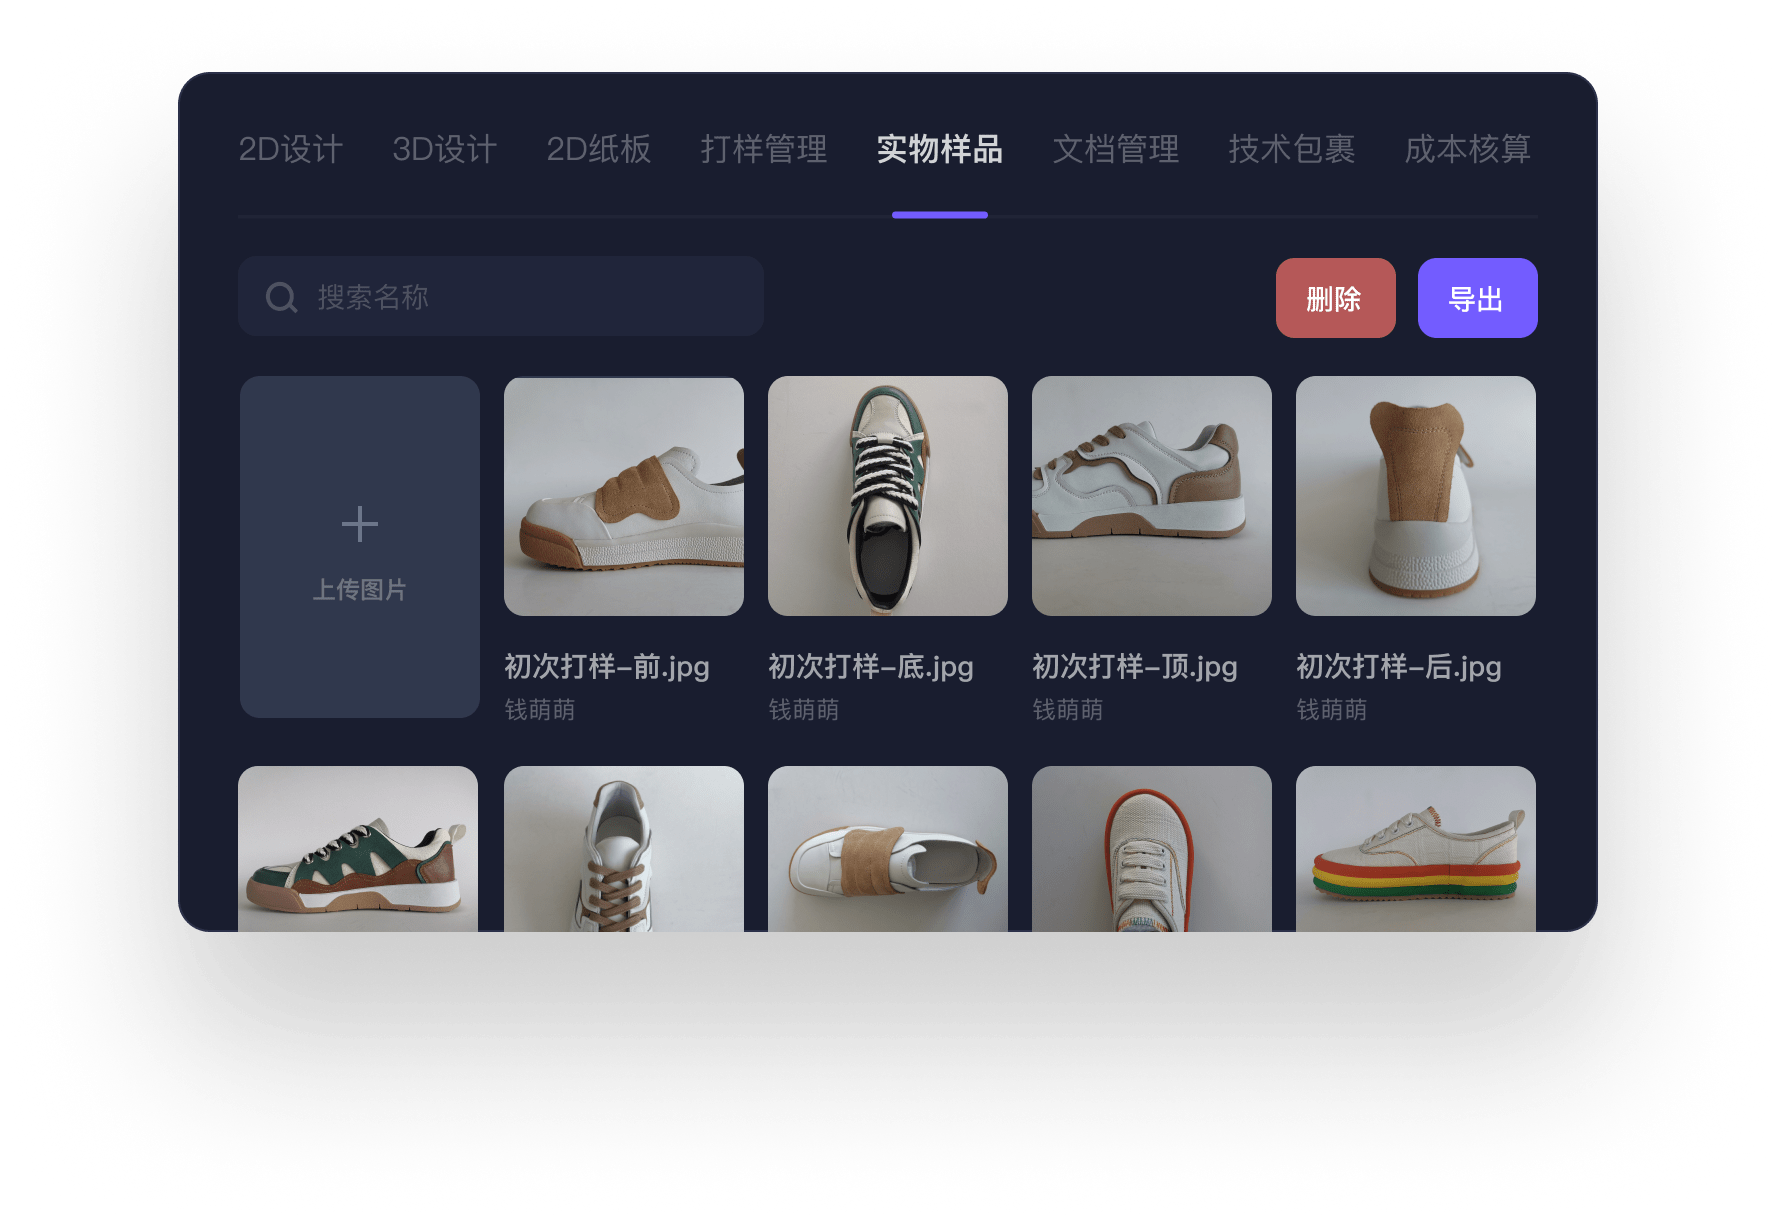 2D设计 3D设计 2D纸板 打样管理 实物样品 文档管理 技术包裹 成本核算
搜索名称 删除 导出
上传图片
初次打样-前.jpg 初次打样-底.jpg 初次打样-顶.jpg 初次打样-后.jpg
钱萌萌 钱萌萌 钱萌萌 钱萌萌